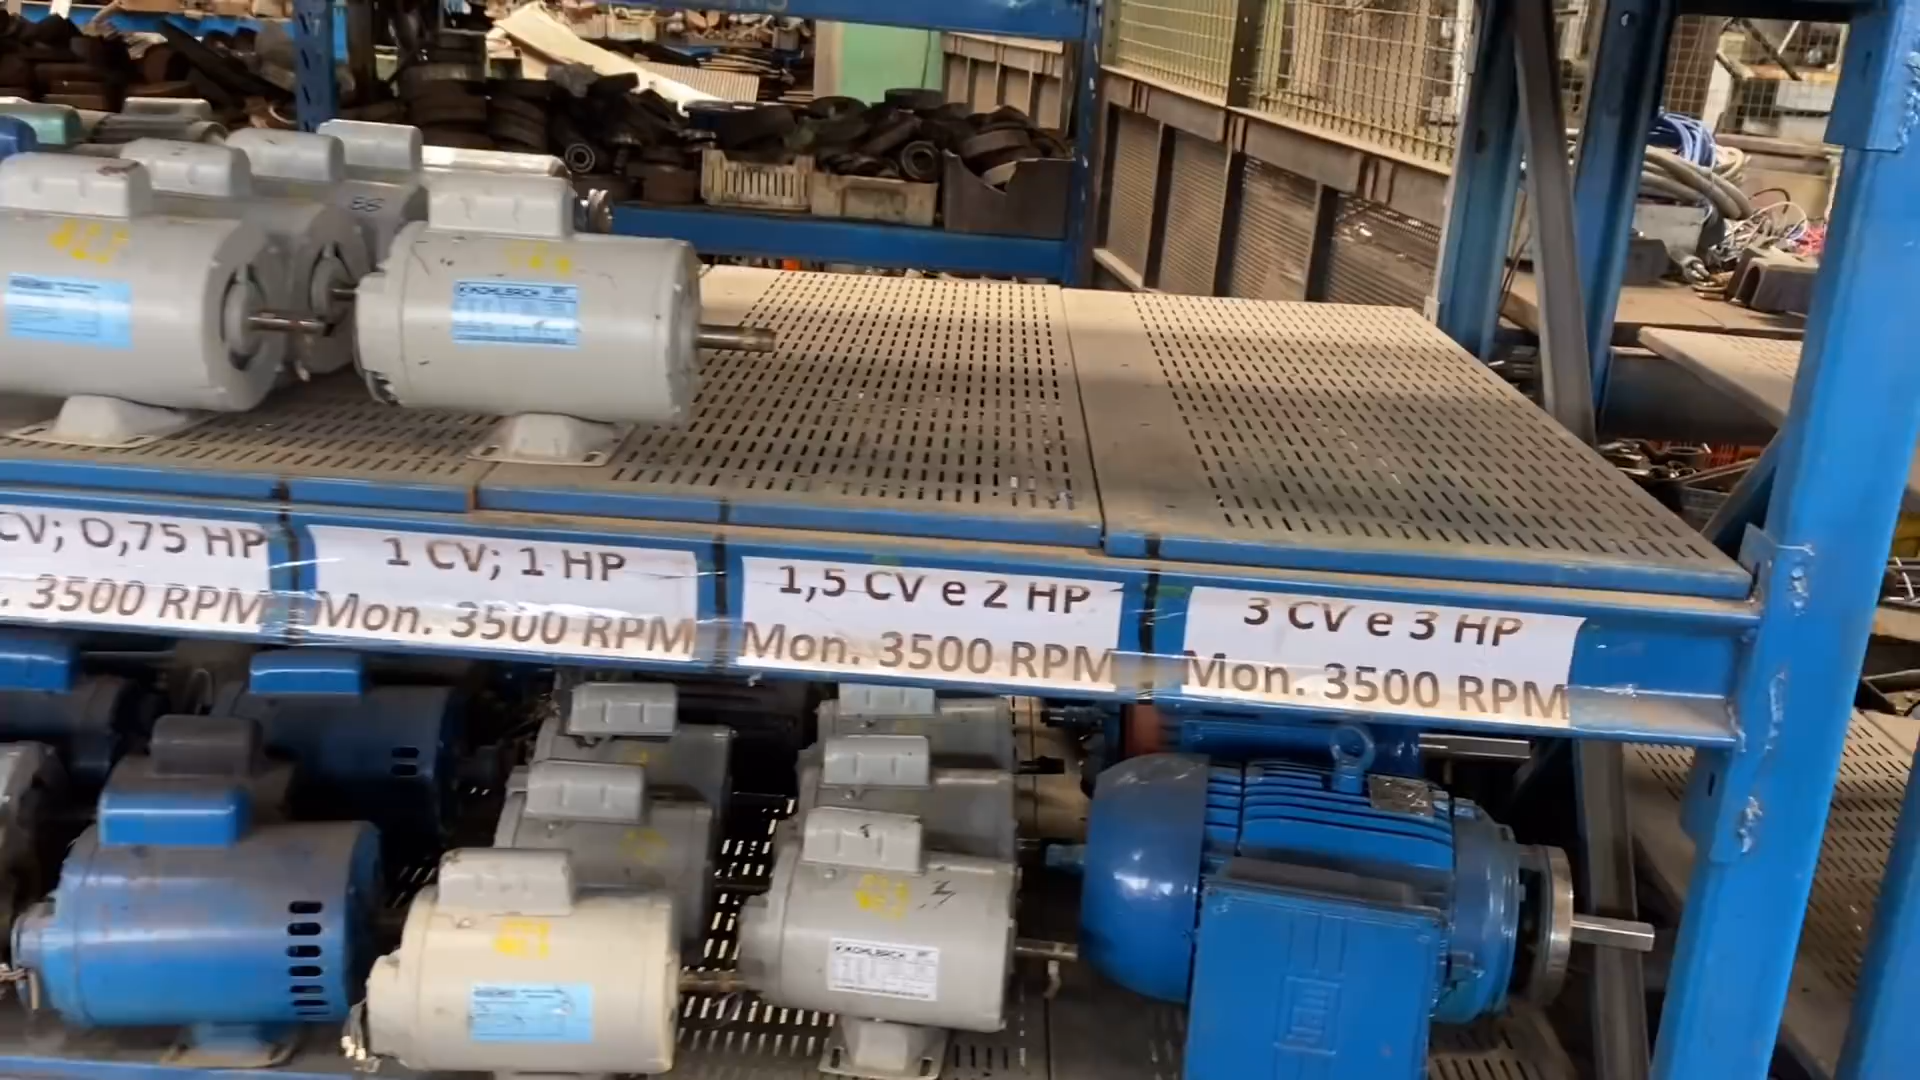 88
KOHLBACH
CV; 0,75 HP
. 3500 RPM
1 CV; 1 HP
Mon. 3500 RPM
1,5 CV e 2 HP
Mon. 3500 RPM
3 CV e 3 HP
Mon. 3500 RPM
KOHLBACH